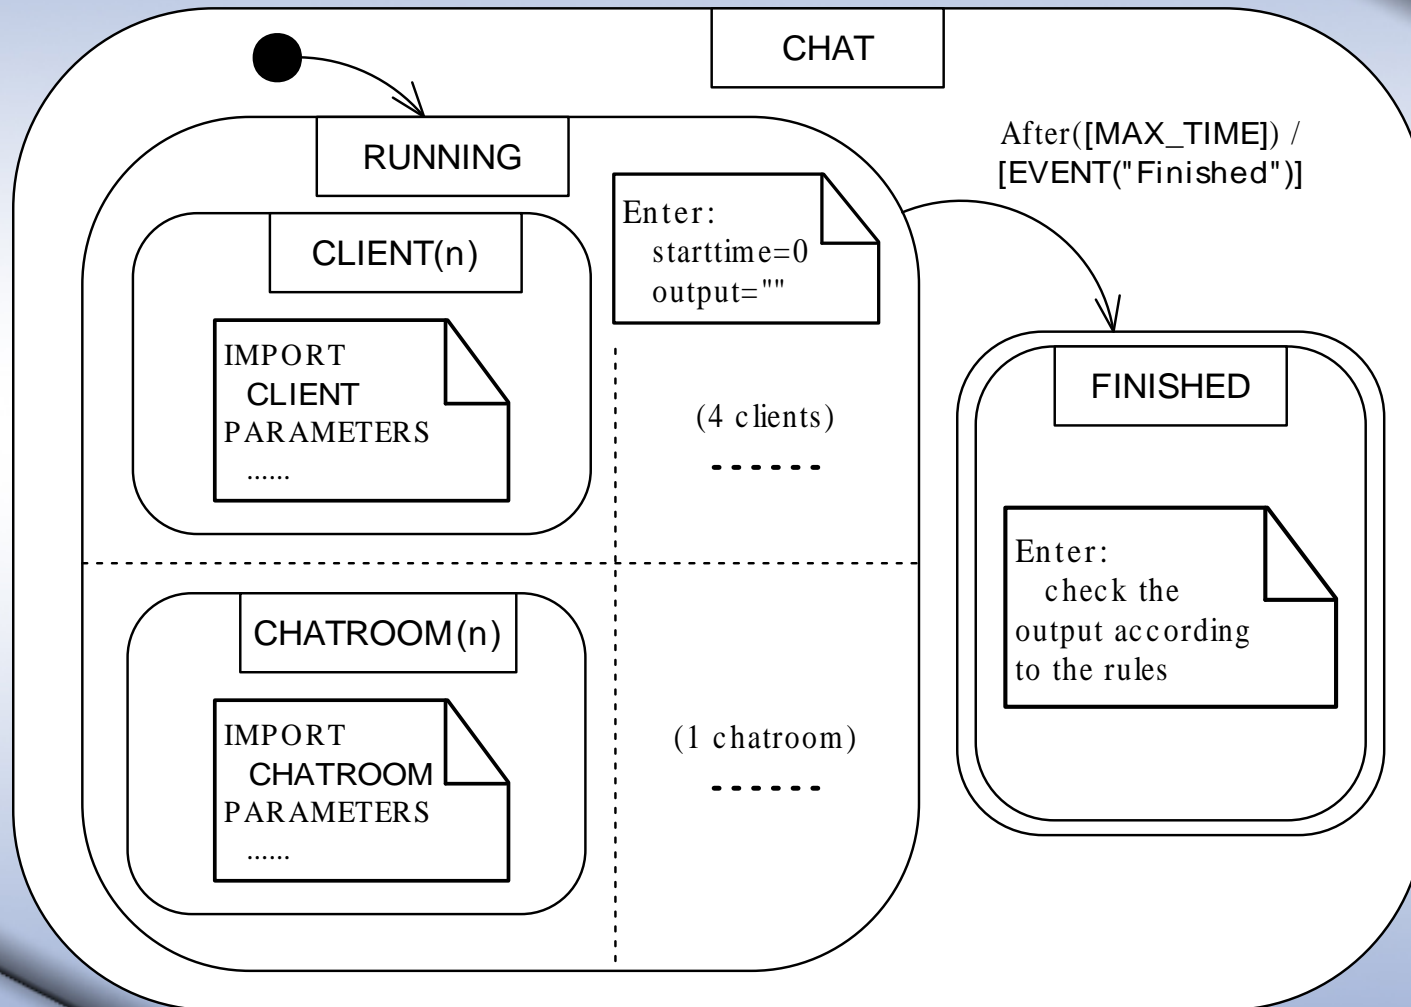 CHAT
After([MAX_TIME]) /
[EVENT("Finished")]
RUNNING
Enter:
starttime=0
output=""
CLIENT(n)
IMPORT
CLIENT
PARAMETERS
......
(4 clients)
FINISHED
Enter:
check the
output according
to the rules
CHATROOM(n)
IMPORT
CHATROOM
PARAMETERS
......
(1 chatroom)